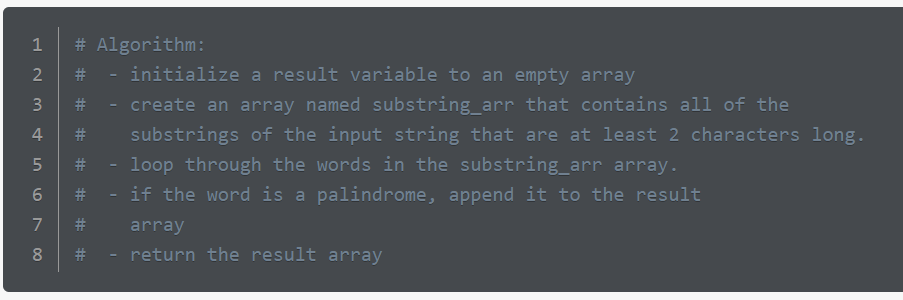 1 # Algorithm:
2 #  - initialize a result variable to an empty array
3 #  - create an array named substring_arr that contains all of the
4 #    substrings of the input string that are at least 2 characters long.
5 #  - loop through the words in the substring_arr array.
6 #  - if the word is a palindrome, append it to the result
7 #    array
8 #  - return the result array